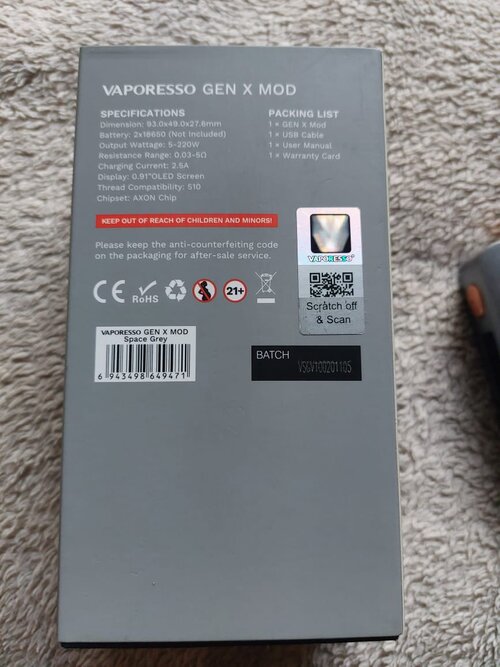 VAPORESSO GEN X MOD
SPECIFICATIONS
Dimension: 93.0x49.0x27.8mm
Battery: 2x18650 (Not Included)
Output Wattage: 5-220W
Resistance Range: 0.03-5Ω
Charging Current: 2.5A
Display: 0.91"OLED Screen
Thread Compatibility: 510
Chipset: AXON Chip
PACKING LIST
1 × GEN X Mod
1 × USB Cable
1 × User Manual
1 × Warranty Card
KEEP OUT OF REACH OF CHILDREN AND MINORS!
Please keep the anti-counterfeiting code
on the packaging for after-sale service.
VAPORESSO
Scratch off
& Scan
CE
RoHS
21+
VAPORESSO GEN X MOD
Space Grey
6 943498 649471
BATCH
VSGV100201105